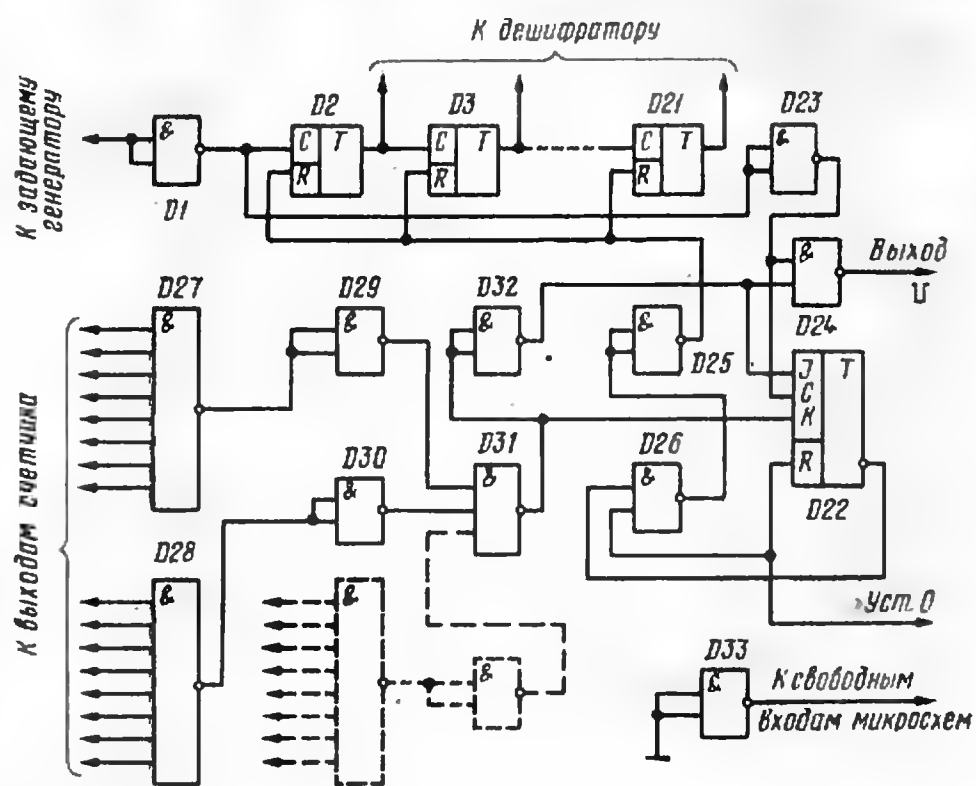 К дешифратору
К задающему
генератору
D1
&
D2
C T
R
D3
C T
R
D21
C T
R
D23
&
&
Выход
D24
D27
&
D29
&
D32
&
&
D25
J T
C
K
R
D22
К выходам счетчика
D30
&
D31
&
D26
&
D28
&
&
&
Уст. 0
D33
&
К свободным
входам микросхем